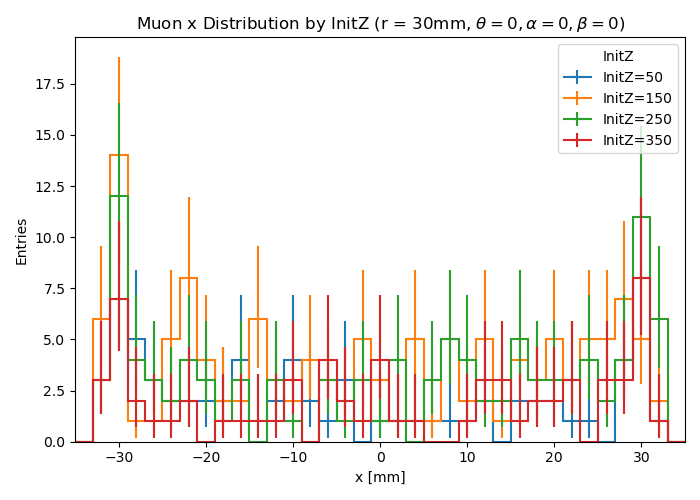 Muon x Distribution by InitZ (r = 30mm, θ = 0, α = 0, β = 0)
InitZ
InitZ=50
InitZ=150
InitZ=250
InitZ=350
Entries
17.5
15.0
12.5
10.0
7.5
5.0
2.5
0.0
−30 −20 −10 0 10 20 30
x [mm]